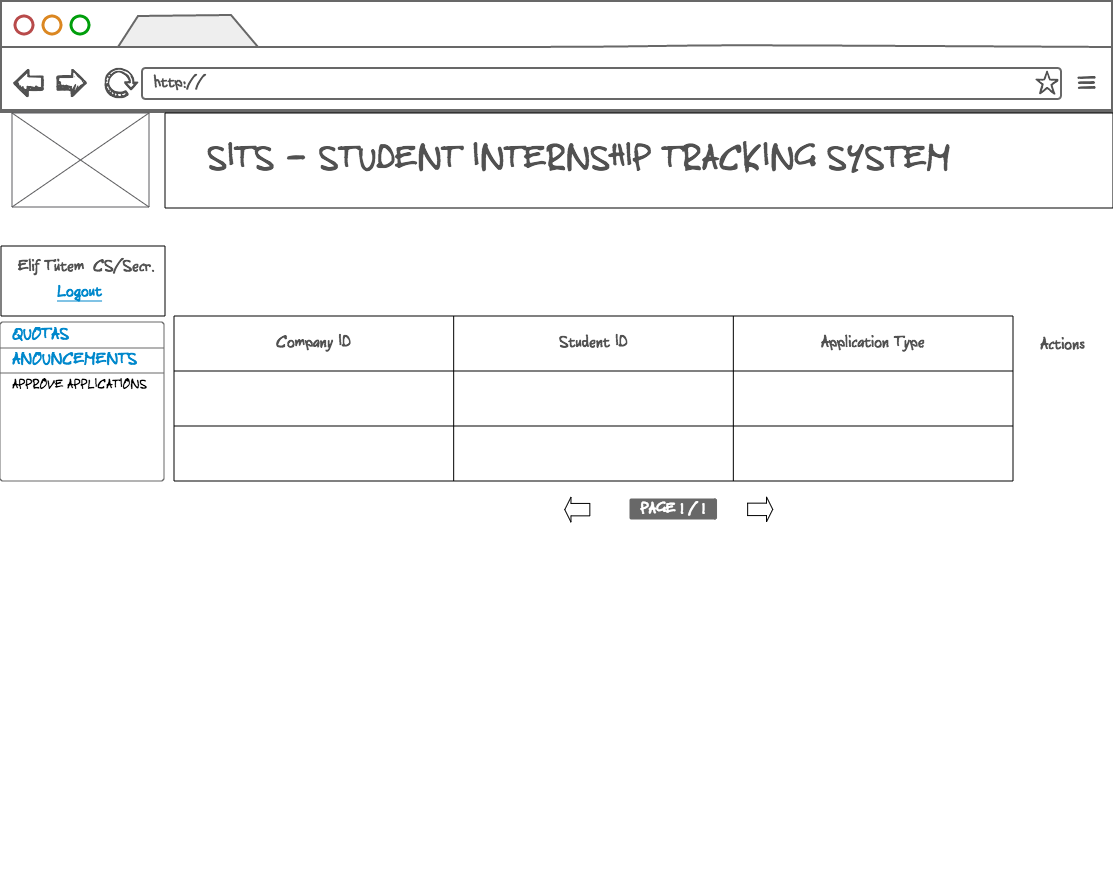 http://
SITS - STUDENT INTERNSHIP TRACKING SYSTEM
Elif Tütem CS/Secr.
Logout
QUOTAS
ANOUNCEMENTS
APPROVE APPLICATIONS
Company ID Student ID Application Type Actions
PAGE 1 / 1